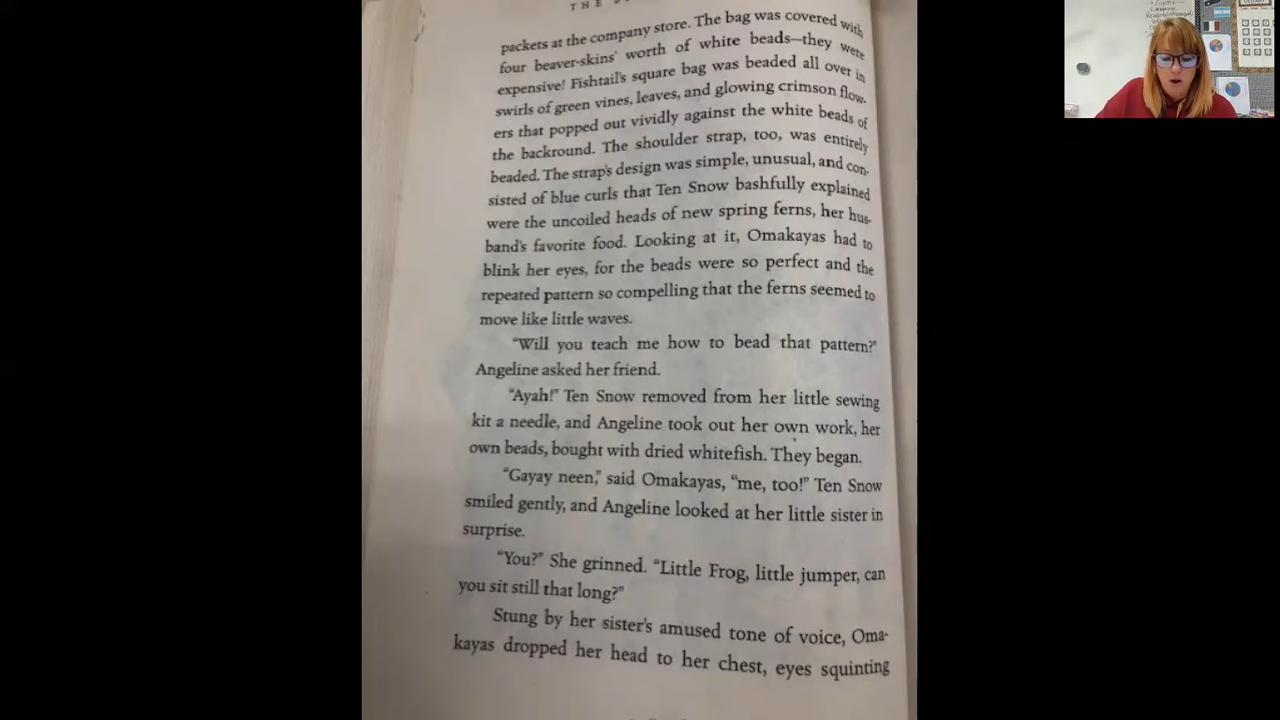 THE
packets at the company store. The bag was covered with
four beaver-skins' worth of white beads—they were
expensive! Fishtail's square bag was beaded all over in
swirls of green vines, leaves, and glowing crimson flow-
ers that popped out vividly against the white beads of
the backround. The shoulder strap, too, was entirely
beaded. The strap's design was simple, unusual, and con-
sisted of blue curls that Ten Snow bashfully explained
were the uncoiled heads of new spring ferns, her hus-
band's favorite food. Looking at it, Omakayas had to
blink her eyes, for the beads were so perfect and the
repeated pattern so compelling that the ferns seemed to
move like little waves.
"Will you teach me how to bead that pattern?"
Angeline asked her friend.
"Ayah!" Ten Snow removed from her little sewing
kit a needle, and Angeline took out her own work, her
own beads, bought with dried whitefish. They began.
"Gayay neen," said Omakayas, "me, too!" Ten Snow
smiled gently, and Angeline looked at her little sister in
surprise.
"You?" She grinned. "Little Frog, little jumper, can
you sit still that long?"
Stung by her sister's amused tone of voice, Oma-
kayas dropped her head to her chest, eyes squinting